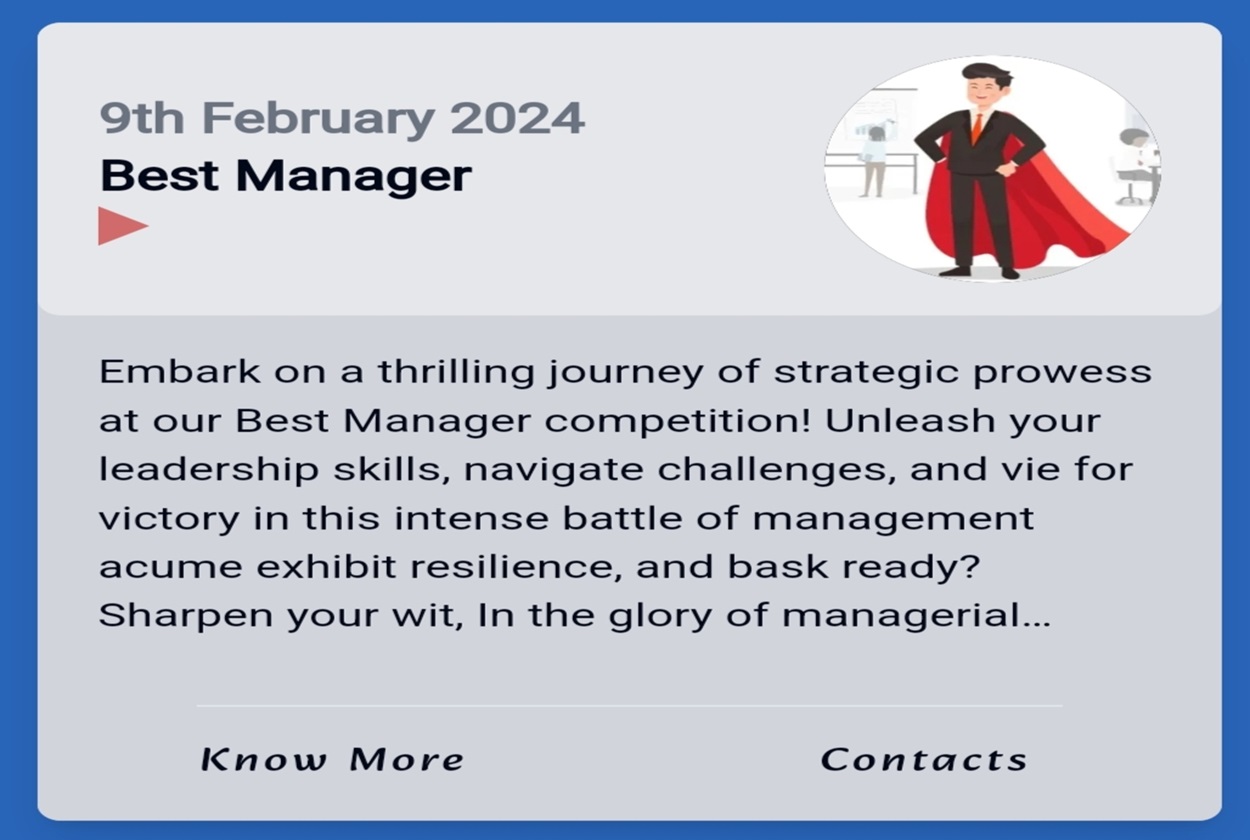 9th February 2024
Best Manager
Embark on a thrilling journey of strategic prowess
at our Best Manager competition! Unleash your
leadership skills, navigate challenges, and vie for
victory in this intense battle of management
acume exhibit resilience, and bask ready?
Sharpen your wit, In the glory of managerial...
Know More
Contacts